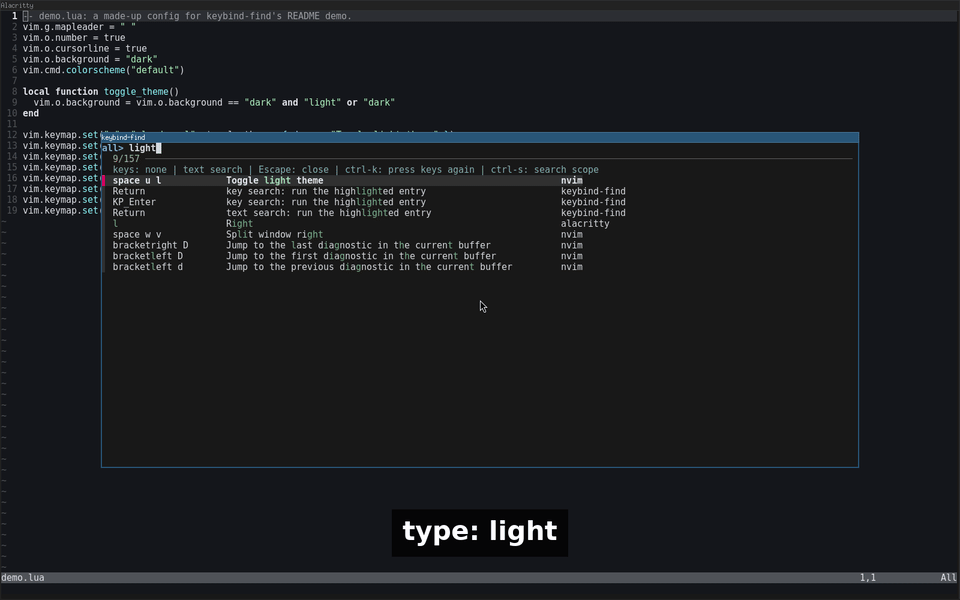 Alacritty
1 -- demo.lua: a made-up config for keybind-find's README demo.
2 vim.g.mapleader = " "
3 vim.o.number = true
4 vim.o.cursorline = true
5 vim.o.background = "dark"
6 vim.cmd.colorscheme("default")
7
8 local function toggle_theme()
9 vim.o.background = vim.o.background == "dark" and "light" or "dark"
10 end
11
12 vim.keymap.set
13 vim.keymap.set
14 vim.keymap.set
15 vim.keymap.set
16 vim.keymap.set
17 vim.keymap.set
18 vim.keymap.set
19 vim.keymap.set
keybind-find
all> light
9/157
keys: none | text search | Escape: close | ctrl-k: press keys again | ctrl-s: search scope
space u l Toggle light theme nvim
Return key search: run the highlighted entry keybind-find
KP_Enter key search: run the highlighted entry keybind-find
Return text search: run the highlighted entry keybind-find
l Right alacritty
space w v Split window right nvim
bracketright D Jump to the last diagnostic in the current buffer nvim
bracketleft D Jump to the first diagnostic in the current buffer nvim
bracketleft d Jump to the previous diagnostic in the current buffer nvim
type: light
demo.lua 1,1 All